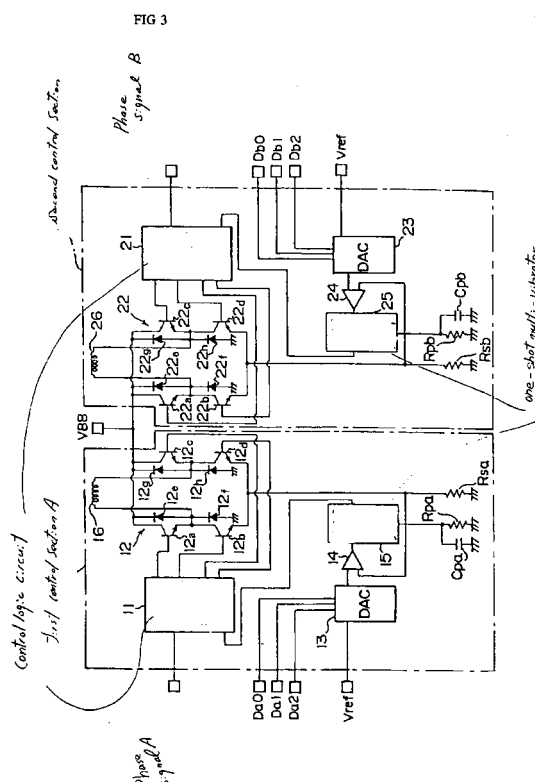 FIG 3
Phase
signal B
second control section
Control logic circuit
First control section A
Phase A
signal
one-shot multi-vibrator
VBB
26
21
22
22c
22d
22g
22e
22h
22f
22a
22b
Db0
Db1
Db2
Vref
DAC
23
24
25
Cpb
Rpb
Rsb
16
12
12c
12d
12g
12e
12h
12f
12a
12b
11
Rsa
Rpa
Cpa
15
14
13
DAC
Da0
Da1
Da2
Vref